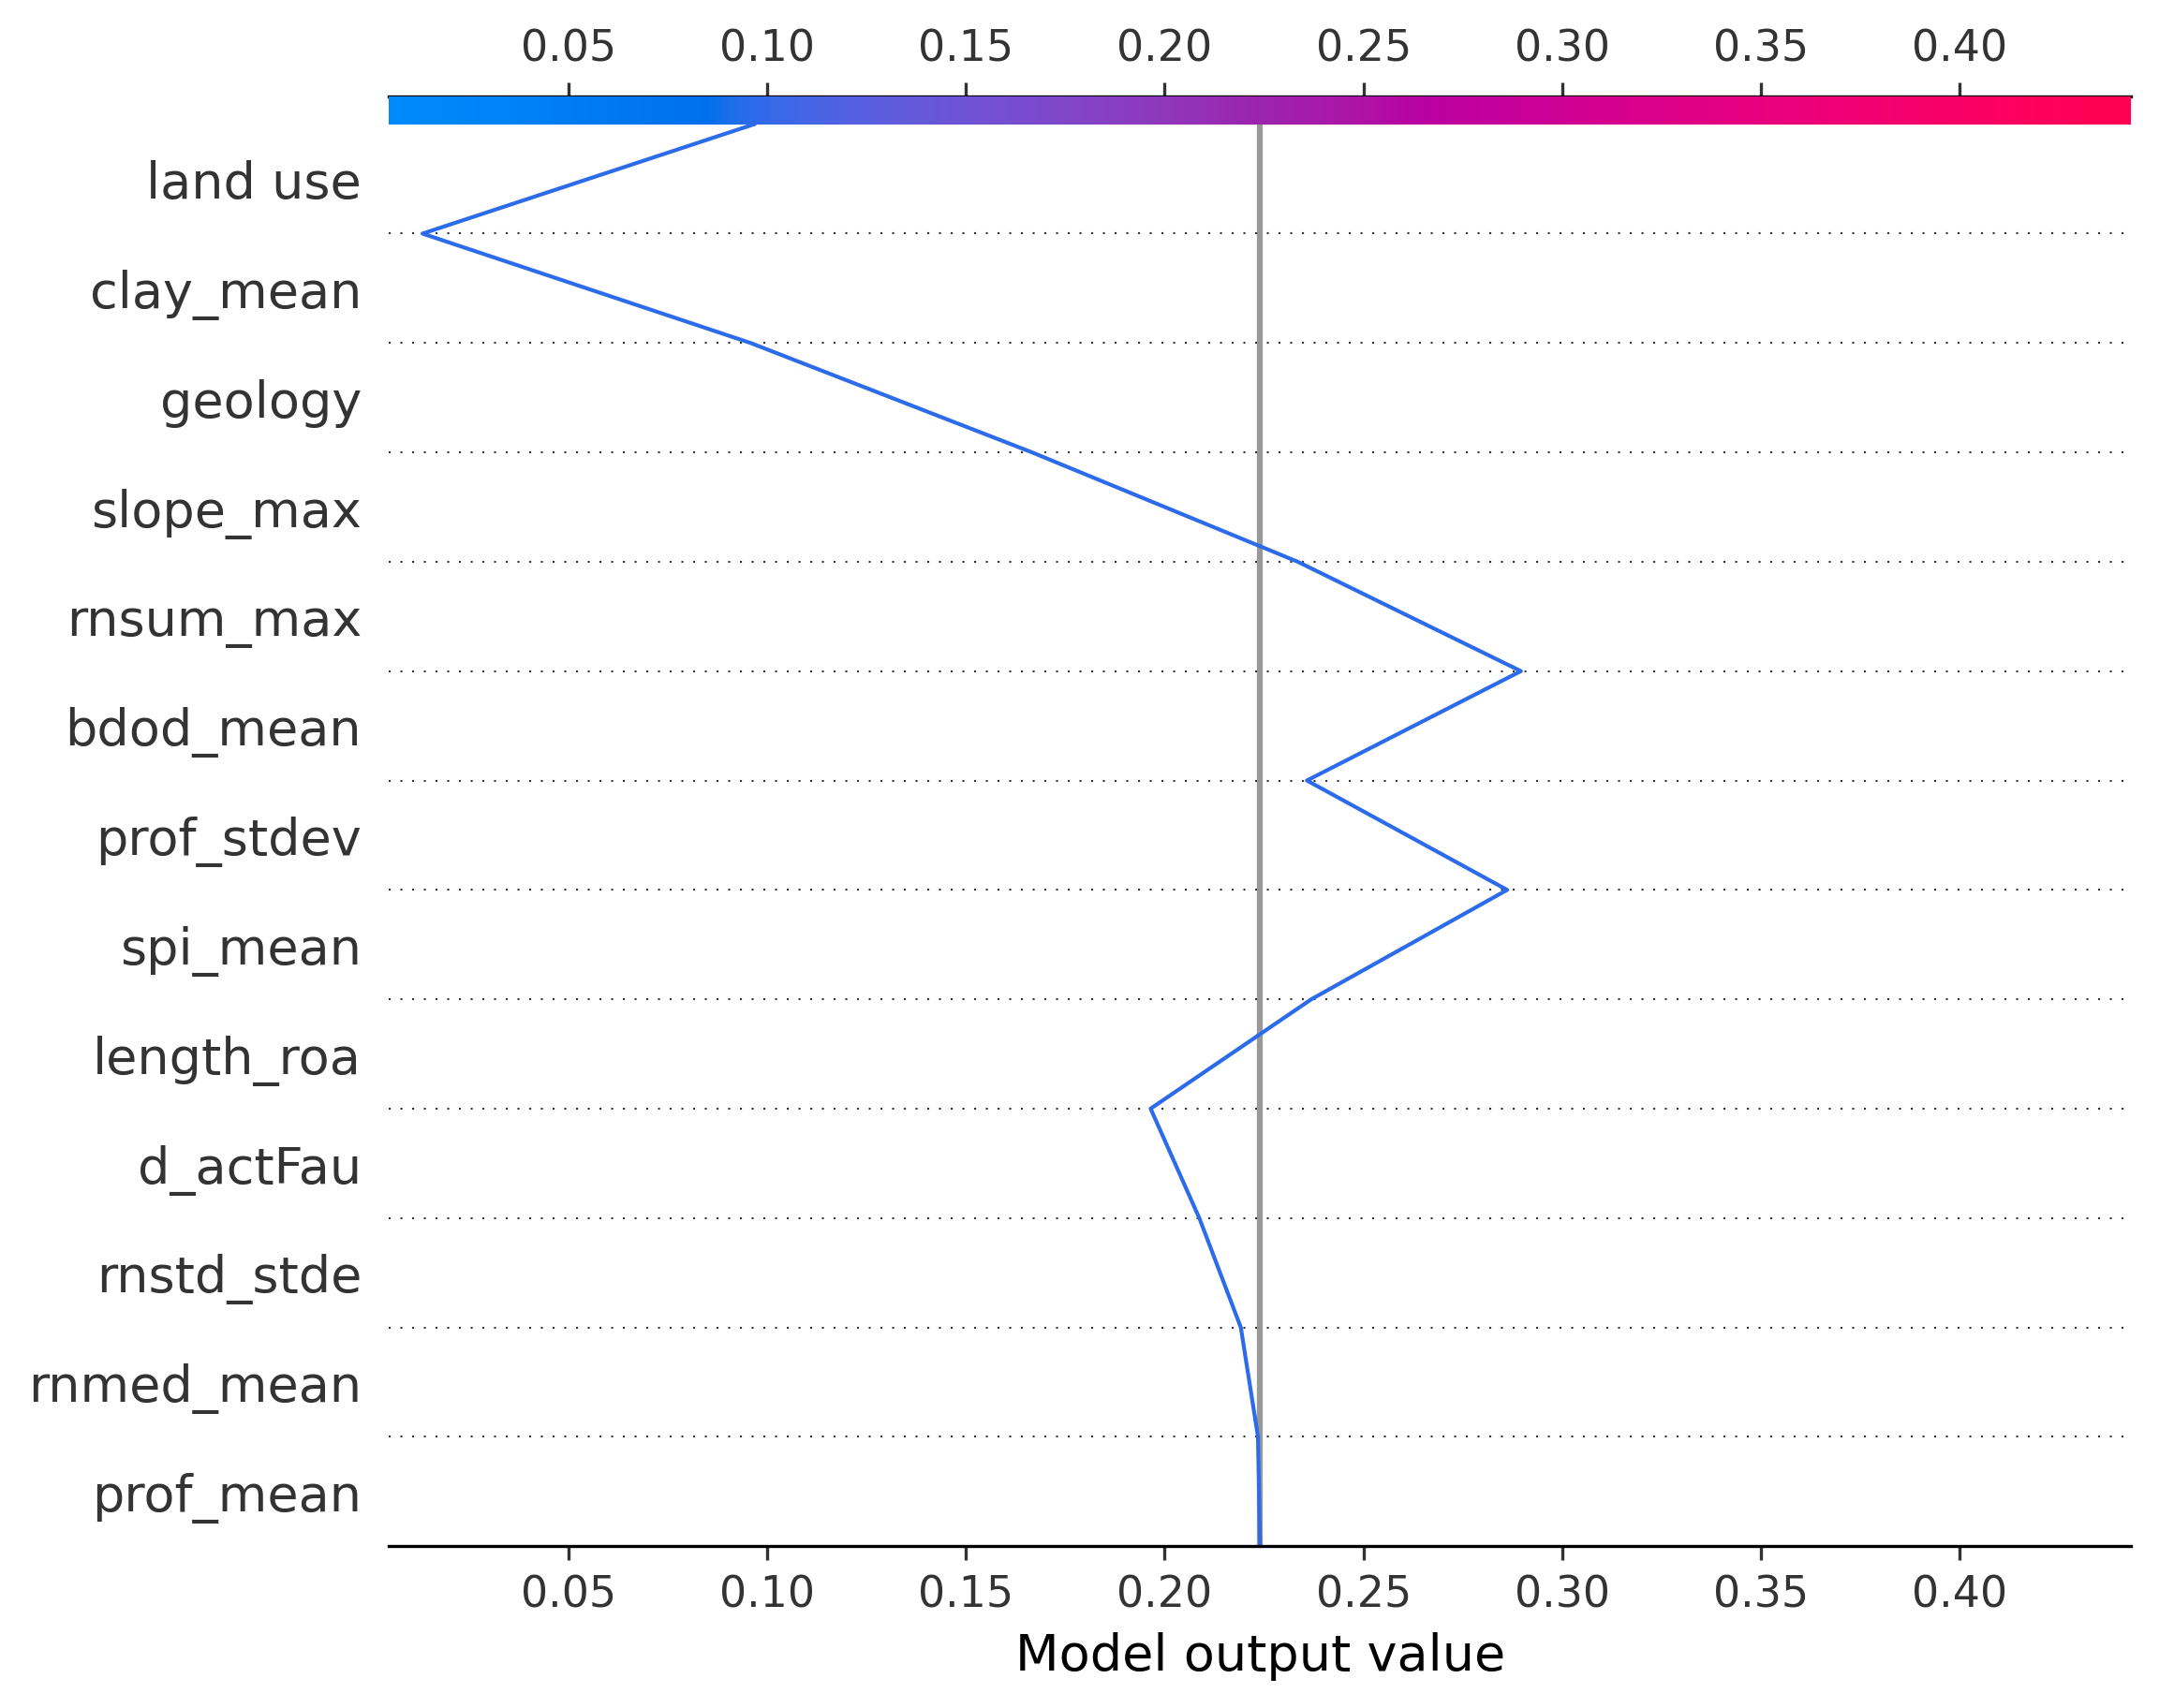 0.05 0.10 0.15 0.20 0.25 0.30 0.35 0.40
land use
clay_mean
geology
slope_max
rnsum_max
bdod_mean
prof_stdev
spi_mean
length_roa
d_actFau
rnstd_stde
rnmed_mean
prof_mean
0.05 0.10 0.15 0.20 0.25 0.30 0.35 0.40
Model output value